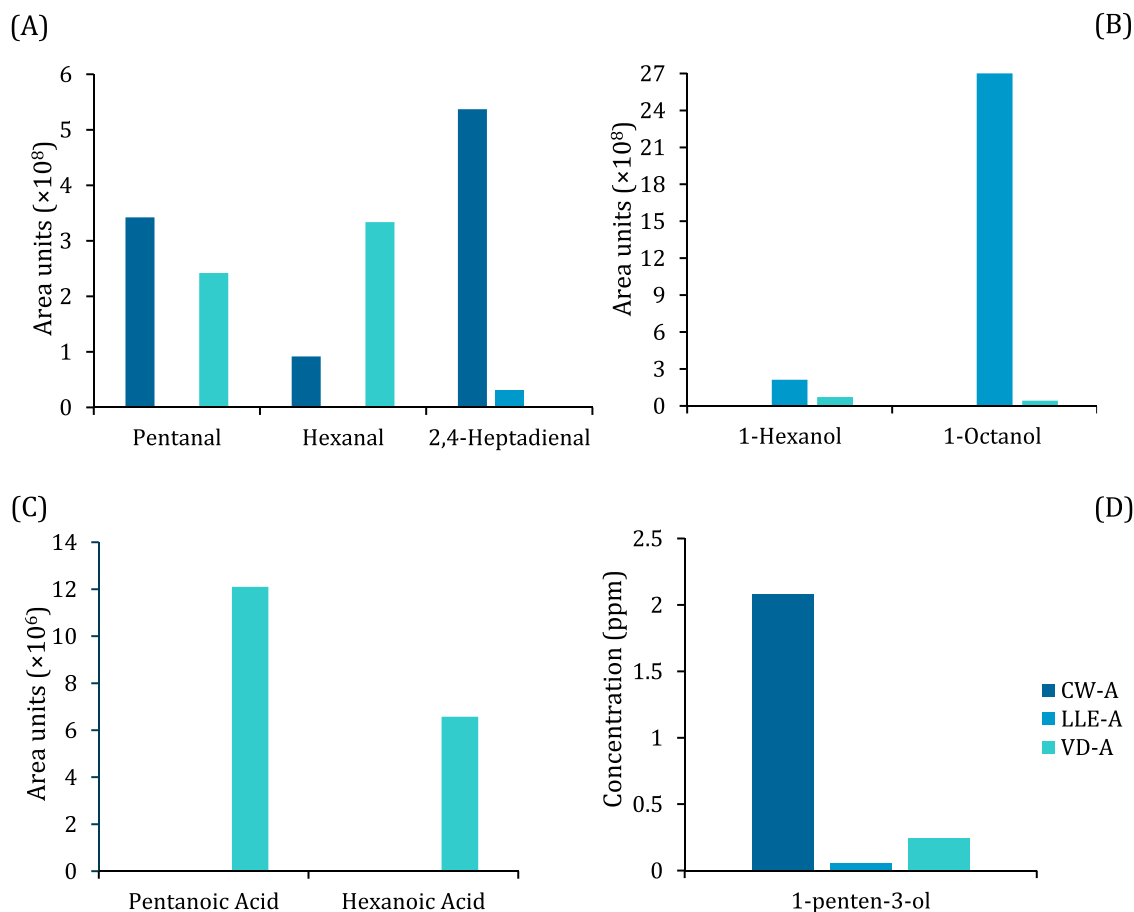 (A)
Area units (×10⁸)
6
5
4
3
2
1
0
Pentanal
Hexanal
2,4-Heptadienal
(B)
Area units (×10⁸)
27
24
21
18
15
12
9
6
3
0
1-Hexanol
1-Octanol
(C)
Area units (×10⁶)
14
12
10
8
6
4
2
0
Pentanoic Acid
Hexanoic Acid
(D)
Concentration (ppm)
2.5
2
1.5
1
0.5
0
1-penten-3-ol
CW-A
LLE-A
VD-A